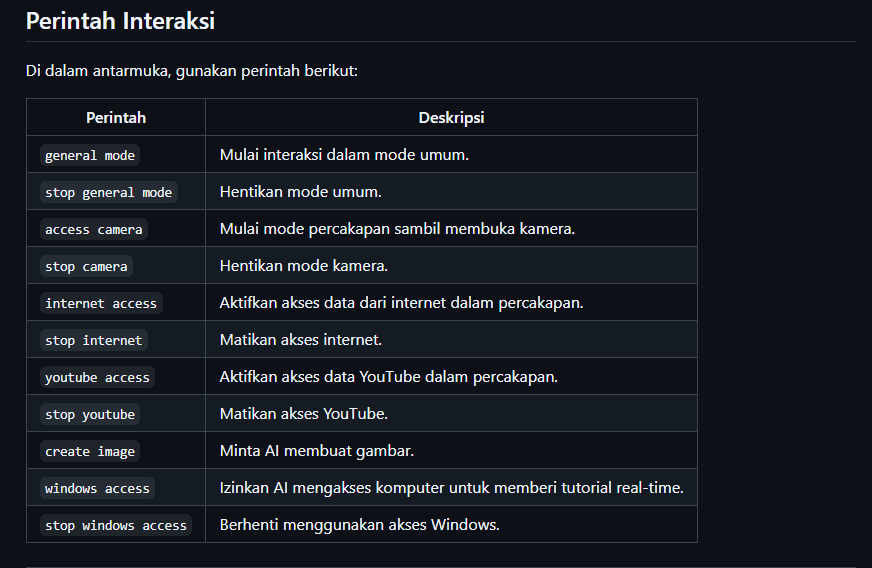 Perintah Interaksi
Di dalam antarmuka, gunakan perintah berikut:
Perintah Deskripsi
general mode Mulai interaksi dalam mode umum.
stop general mode Hentikan mode umum.
access camera Mulai mode percakapan sambil membuka kamera.
stop camera Hentikan mode kamera.
internet access Aktifkan akses data dari internet dalam percakapan.
stop internet Matikan akses internet.
youtube access Aktifkan akses data YouTube dalam percakapan.
stop youtube Matikan akses YouTube.
create image Minta AI membuat gambar.
windows access Izinkan AI mengakses komputer untuk memberi tutorial real-time.
stop windows access Berhenti menggunakan akses Windows.